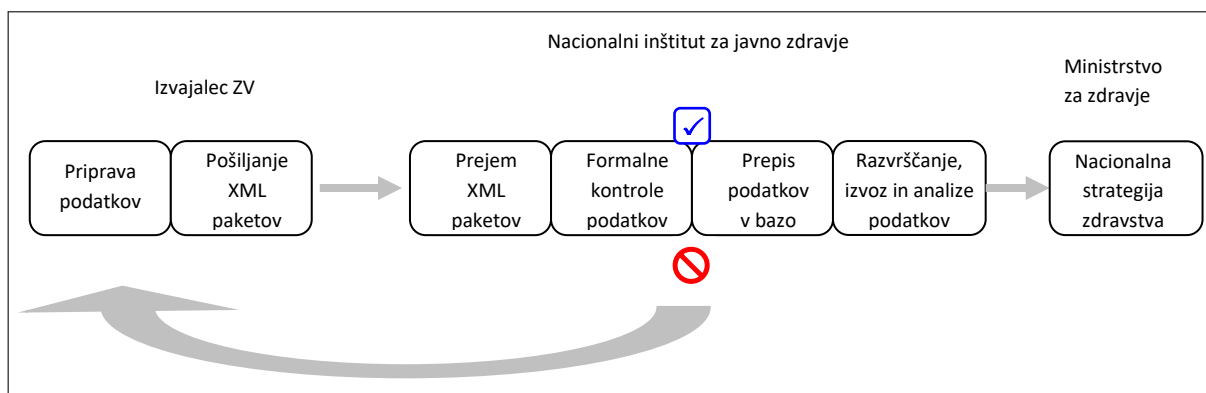 Nacionalni inštitut za javno zdravje
Izvajalec ZV
Ministrstvo
za zdravje
Priprava
podatkov
Pošiljanje
XML
paketov
Prejem
XML
paketov
Formalne
kontrole
podatkov
Prepis
podatkov
v bazo
Razvrščanje,
izvoz in analize
podatkov
Nacionalna
strategija
zdravstva